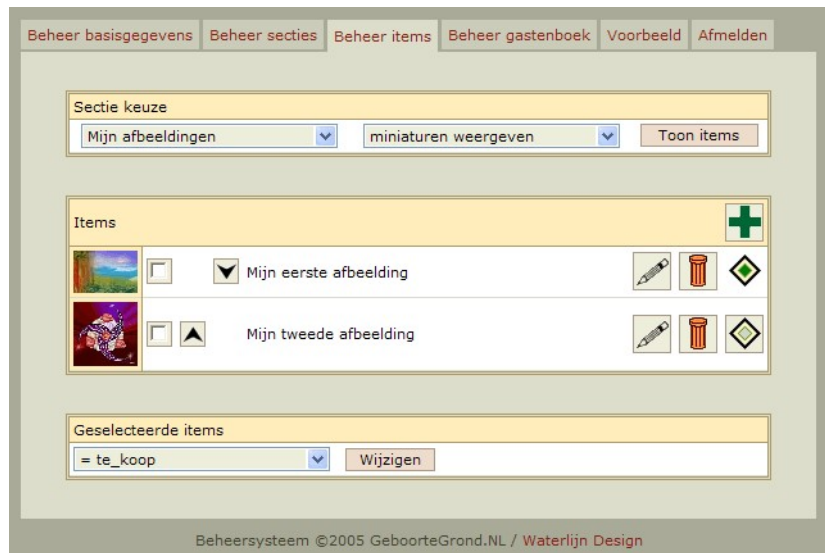 Beheer basisgegevens Beheer secties Beheer items Beheer gastenboek Voorbeeld Afmelden
Sectie keuze
Mijn afbeeldingen miniaturen weergeven Toon items
Items
Mijn eerste afbeelding
Mijn tweede afbeelding
Geselecteerde items
= te_koop Wijzigen
Beheersysteem ©2005 GeboorteGrond.NL / Waterlijn Design